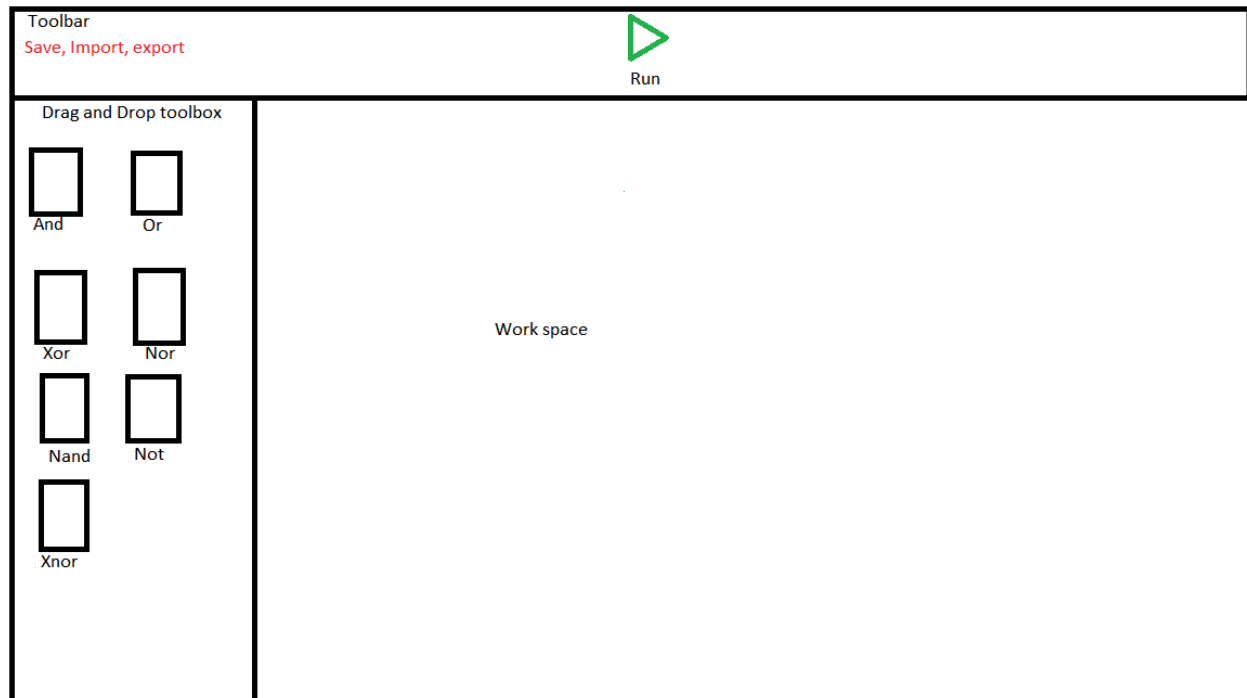 Toolbar
Save, Import, export
Run
Drag and Drop toolbox
And
Or
Xor
Nor
Nand
Not
Xnor
Work space